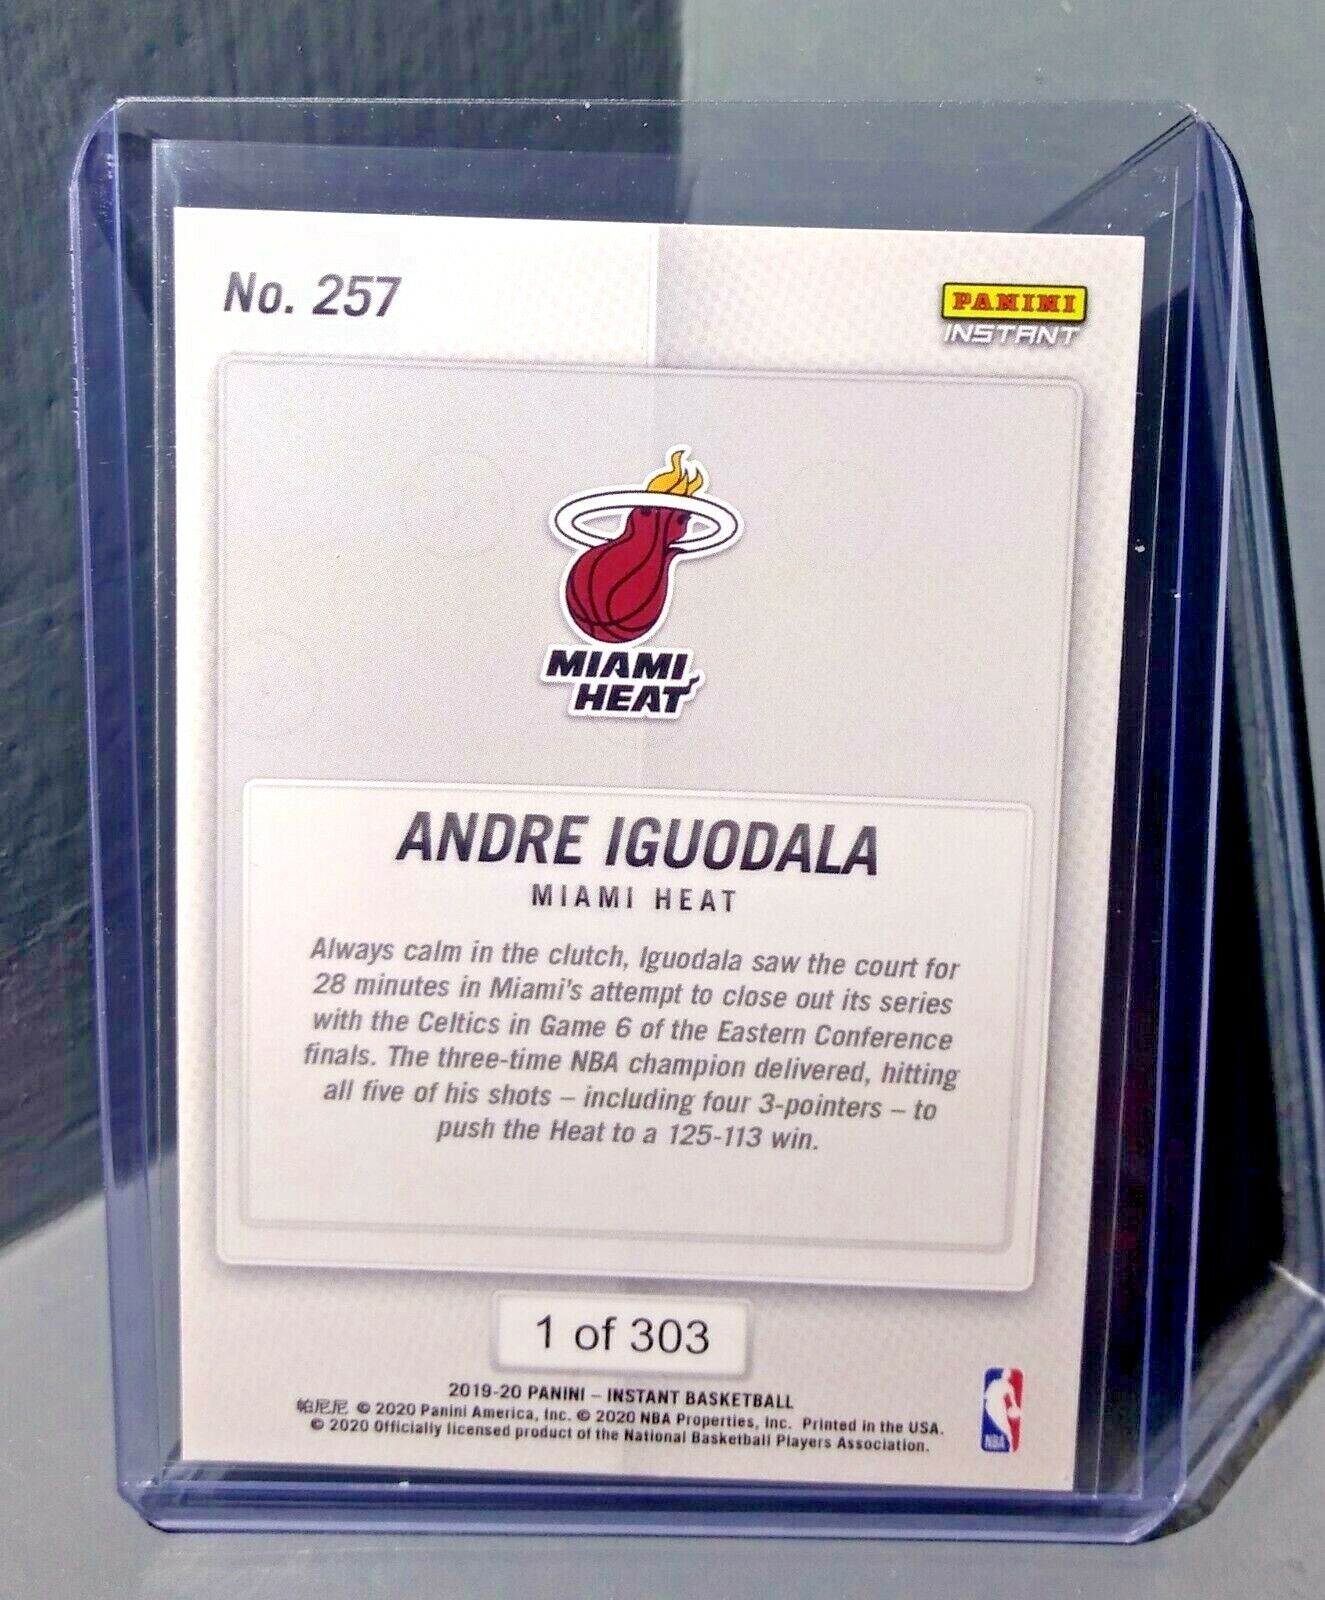 No. 257
PANINI
INSTANT
MIAMI
HEAT
ANDRE IGUODALA
MIAMI HEAT
Always calm in the clutch, Iguodala saw the court for
28 minutes in Miami's attempt to close out its series
with the Celtics in Game 6 of the Eastern Conference
finals. The three-time NBA champion delivered, hitting
all five of his shots – including four 3-pointers – to
push the Heat to a 125-113 win.
1 of 303
2019-20 PANINI – INSTANT BASKETBALL
帕尼尼 © 2020 Panini America, Inc. © 2020 NBA Properties, Inc. Printed in the USA.
© 2020 Officially licensed product of the National Basketball Players Association.
NBA